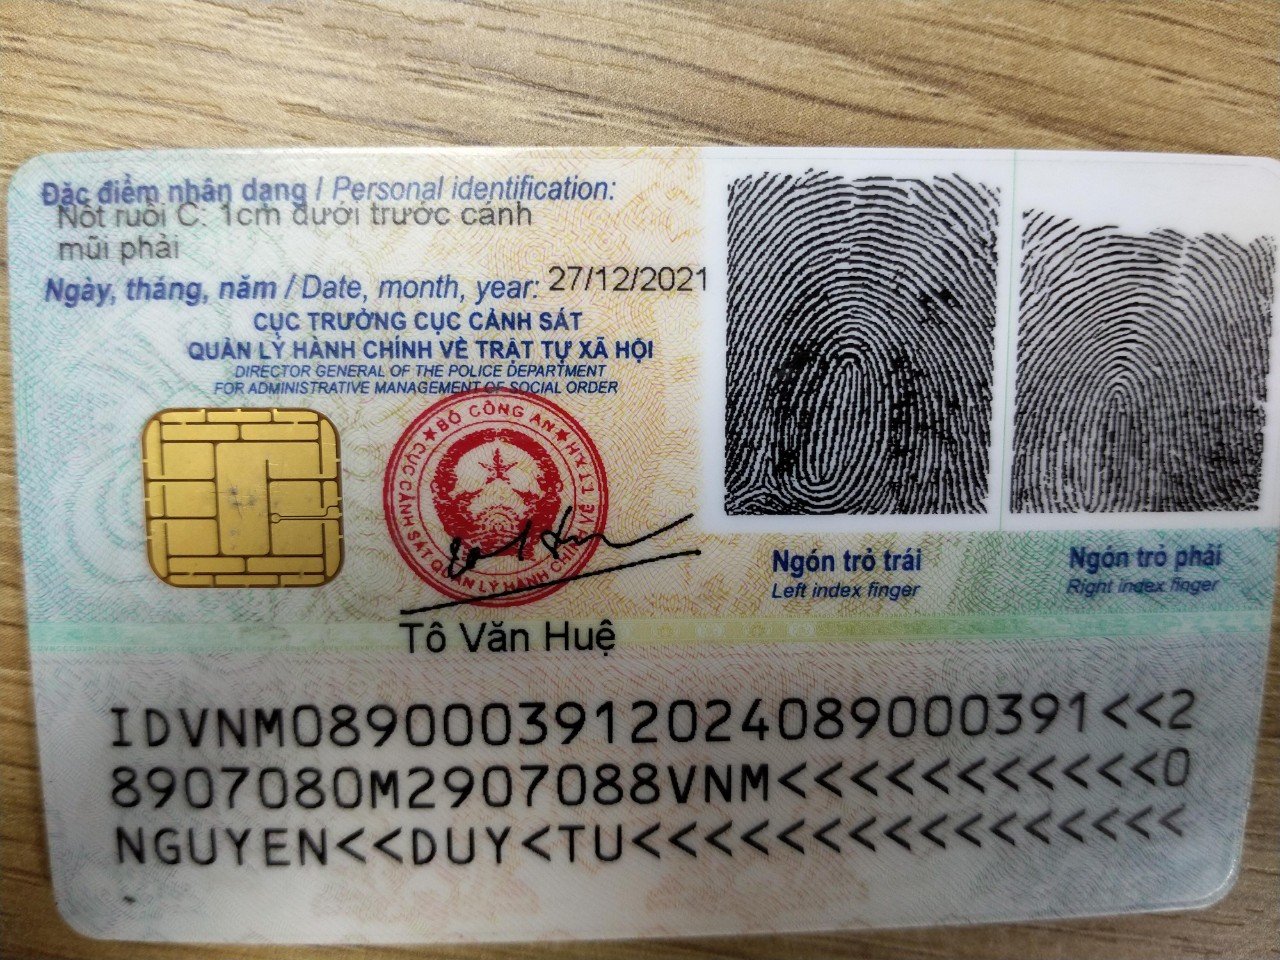 Đặc điểm nhân dạng / Personal identification:
Nốt ruồi C: 1cm dưới trước cánh
mũi phải
Ngày, tháng, năm / Date, month, year: 27/12/2021
CỤC TRƯỞNG CỤC CẢNH SÁT
QUẢN LÝ HÀNH CHÍNH VỀ TRẬT TỰ XÃ HỘI
DIRECTOR GENERAL OF THE POLICE DEPARTMENT
FOR ADMINISTRATIVE MANAGEMENT OF SOCIAL ORDER
BỘ CÔNG AN
CỤC CẢNH SÁT QUẢN LÝ HÀNH CHÍNH VỀ TTXH
Tô Văn Huệ
Ngón trỏ trái
Left index finger
Ngón trỏ phải
Right index finger
IDVNM0890003912024089000391<<2
8907080M2907088VNM<<<<<<<<<<<0
NGUYEN<<DUY<TU<<<<<<<<<<<<<<<<